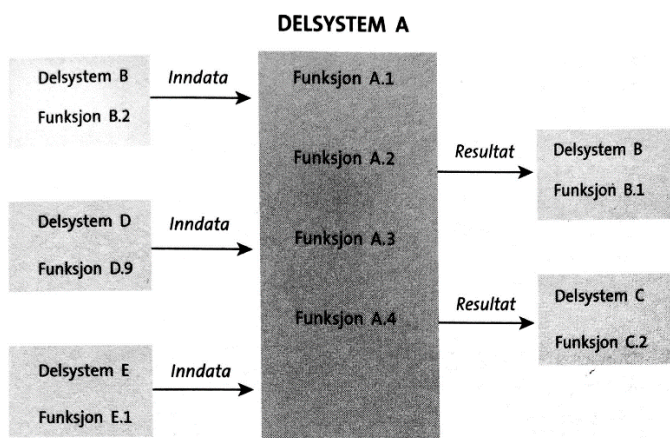 DELSYSTEM A
Delsystem B
Funksjon B.2
Inndata
Delsystem D
Funksjon D.9
Inndata
Delsystem E
Funksjon E.1
Inndata
Funksjon A.1
Funksjon A.2
Funksjon A.3
Funksjon A.4
Resultat
Delsystem B
Funksjon B.1
Resultat
Delsystem C
Funksjon C.2